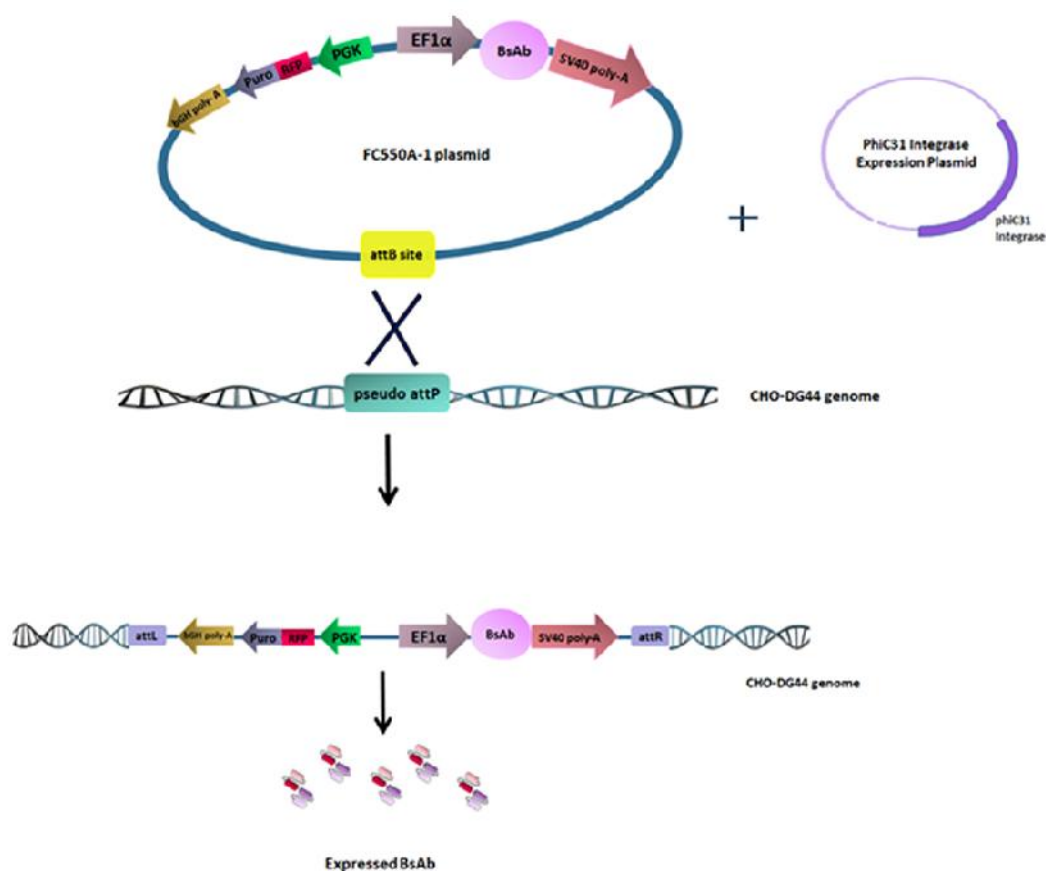 EF1α
BsAb
SV40 poly-A
PGK
RFP
Puro
bGH poly-A
FC550A-1 plasmid
attB site
PhiC31 Integrase
Expression Plasmid
phiC31
Integrase
+
pseudo attP
CHO-DG44 genome
attL
bGH poly-A
Puro
RFP
PGK
EF1α
BsAb
SV40 poly-A
attR
CHO-DG44 genome
Expressed BsAb